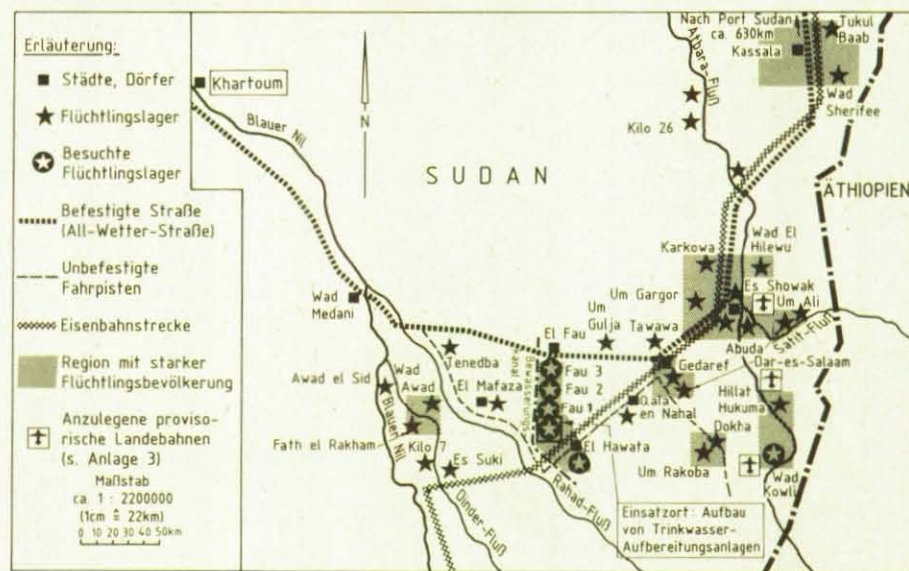 Erläuterung:
Städte, Dörfer
Flüchtlingslager
Besuchte
Flüchtlingslager
Befestigte Straße
(All-Wetter-Straße)
Unbefestigte
Fahrpisten
Eisenbahnstrecke
Region mit starker
Flüchtlingsbevölkerung
Anzulegene proviso-
rische Landebahnen
(s. Anlage 3)
Maßstab
ca. 1 : 2200000
(1cm ≙ 22km)
0 10 20 30 40 50km
Khartoum
Blauer Nil
N
SUDAN
Atbara-Fluß
Nach Port Sudan
ca. 630km
Kassala
Tukul
Baab
Wad
Sherifee
Kilo 26
ÄTHIOPIEN
Wad El
Hilewu
Karkowa
Es Showak
Um Gargor
Um Ali
Satit-Fluß
Abuda
Wad
Medani
Um
Gulja
Tawawa
El Fau
Tenedba
Bewässerungs
kanal
Fau 3
Fau 2
Fau 1
Gedaref
Dar-es-Salaam
Awad el Sid
Wad
Awad
El Mafaza
Qala
en Nahal
Hillat
Hukuma
Dokha
Blauer Nil
Fath el Rakham
Kilo 7
Es Suki
El Hawata
Um Rakoba
Wad
Kowli
Rahad-Fluß
Dinder-Fluß
Einsatzort: Aufbau
von Trinkwasser-
Aufbereitungsanlagen